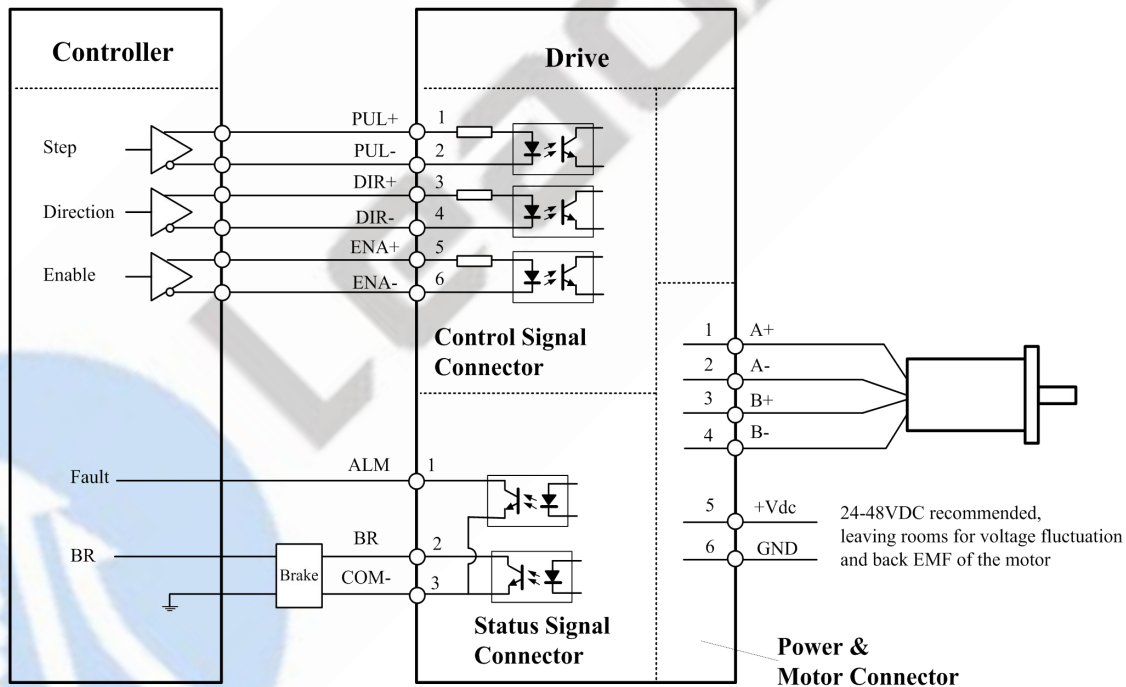 Controller
Drive
Step
Direction
Enable
PUL+
1
PUL-
2
DIR+
3
DIR-
4
ENA+
5
ENA-
6
Control Signal
Connector
1
A+
2
A-
3
B+
4
B-
5
+Vdc
6
GND
24-48VDC recommended,
leaving rooms for voltage fluctuation
and back EMF of the motor
Fault
ALM
1
BR
Brake
BR
2
COM-
3
Status Signal
Connector
Power &
Motor Connector